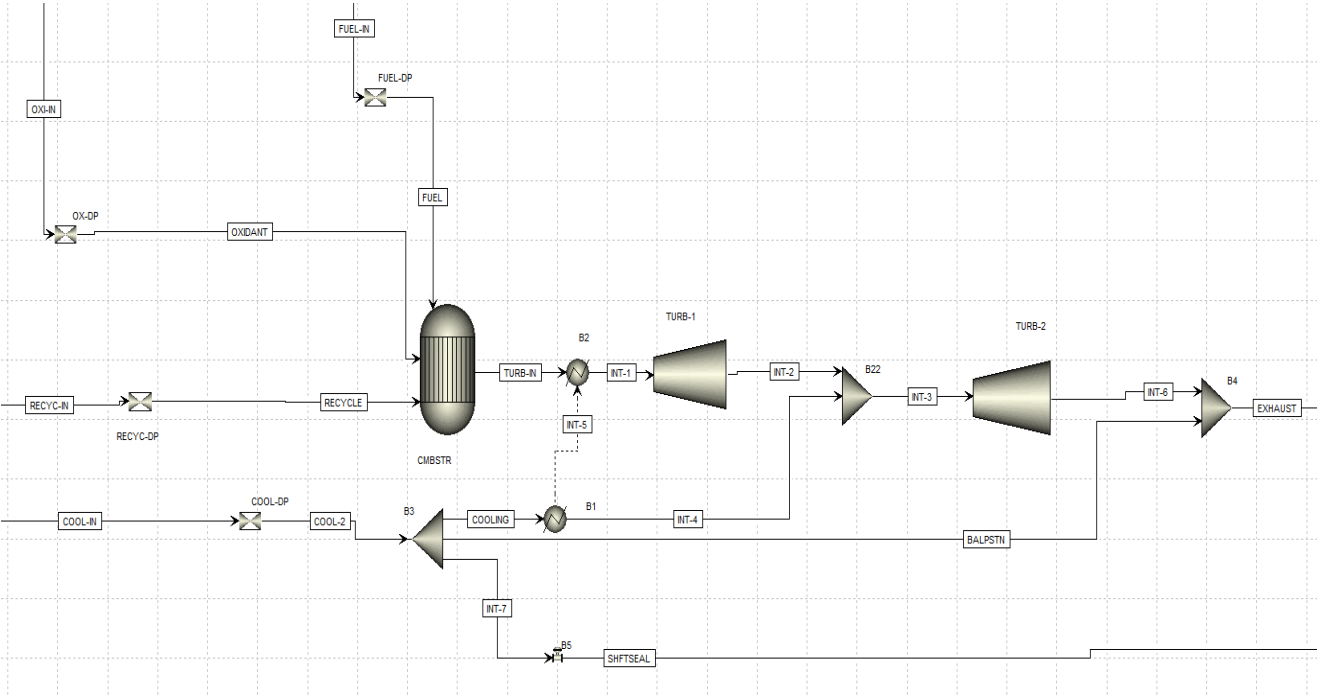 FUEL-IN
FUEL-DP
OXI-IN
FUEL
OX-DP
OXIDANT
TURB-1
TURB-2
B2
TURB-IN
INT-1
INT-2
B22
INT-6
B4
INT-3
EXHAUST
RECYC-IN
RECYCLE
INT-5
RECYC-DP
CMBSTR
COOL-DP
B3
B1
COOL-IN
COOL-2
COOLING
INT-4
BALPSTN
INT-7
B5
SHFTSEAL